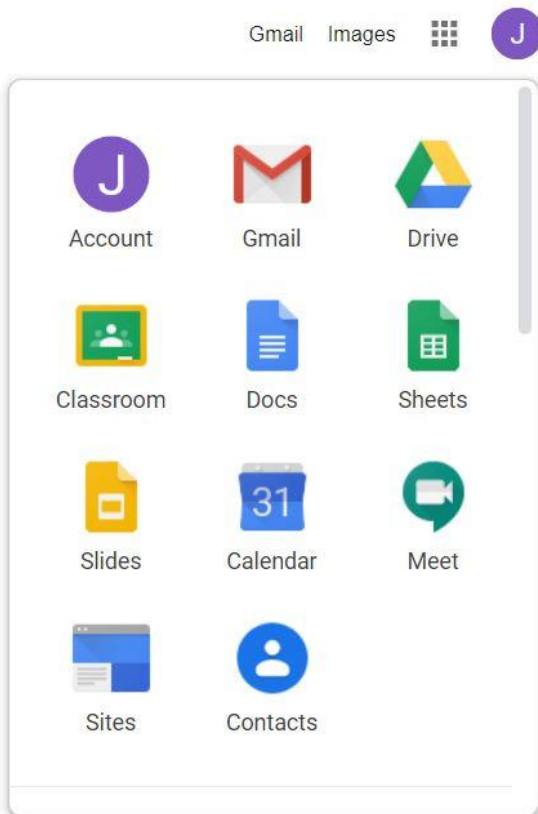 Gmail Images J
J
Account Gmail Drive
Classroom Docs Sheets
31
Slides Calendar Meet
Sites Contacts